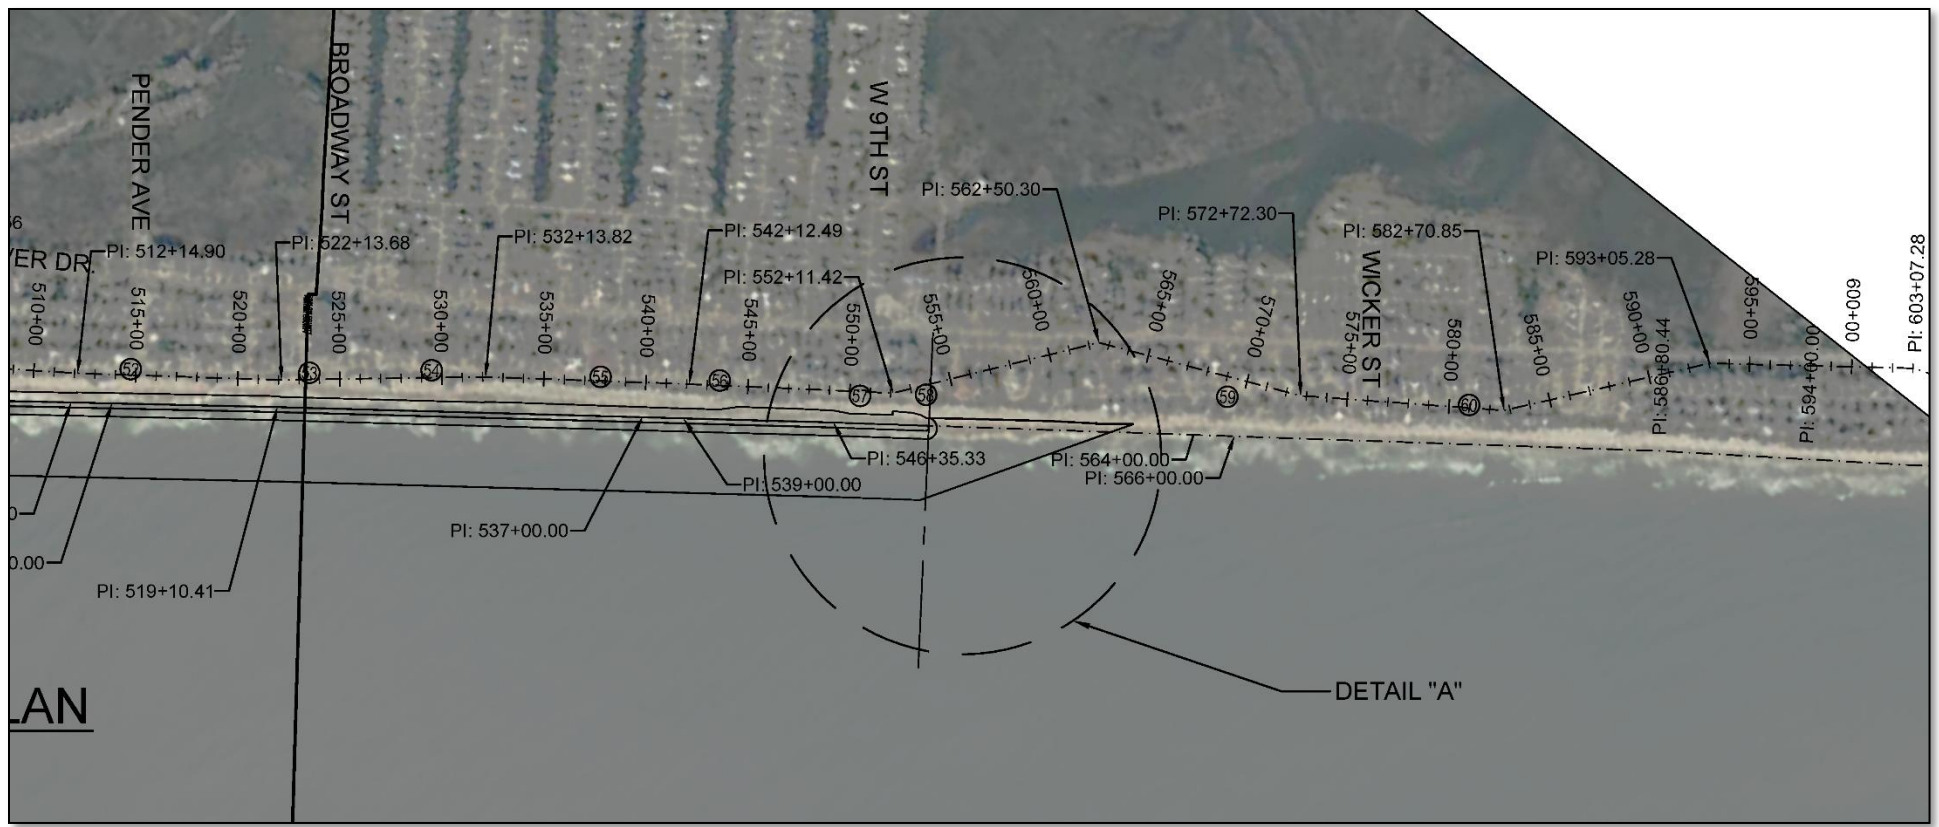 PENDER AVE
BROADWAY ST
W 9TH ST
PI: 562+50.30
PI: 572+72.30
PI: 582+70.85
WICKER ST
PI: 593+05.28
PI: 603+07.28
56
VER DR.
PI: 512+14.90
PI: 522+13.68
PI: 532+13.82
PI: 542+12.49
PI: 552+11.42
510+00
515+00
520+00
525+00
530+00
535+00
540+00
545+00
550+00
555+00
560+00
565+00
570+00
575+00
580+00
585+00
590+00
595+00
600+00
PI: 586+80.44
PI: 594+00.00
52
53
54
55
56
57
58
59
60
PI: 546+35.33
PI: 539+00.00
PI: 564+00.00
PI: 566+00.00
PI: 537+00.00
0
0.00
PI: 519+10.41
LAN
DETAIL "A"